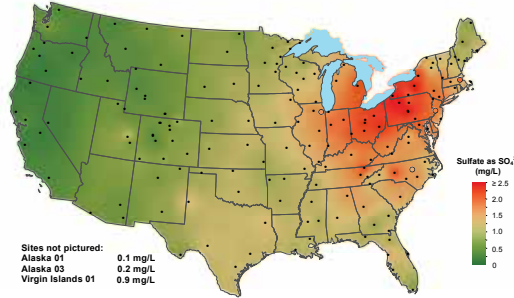 Sulfate as SO₄
(mg/L)
≥ 2.5
2.0
1.5
1.0
0.5
0
Sites not pictured:
Alaska 01 0.1 mg/L
Alaska 03 0.2 mg/L
Virgin Islands 01 0.9 mg/L